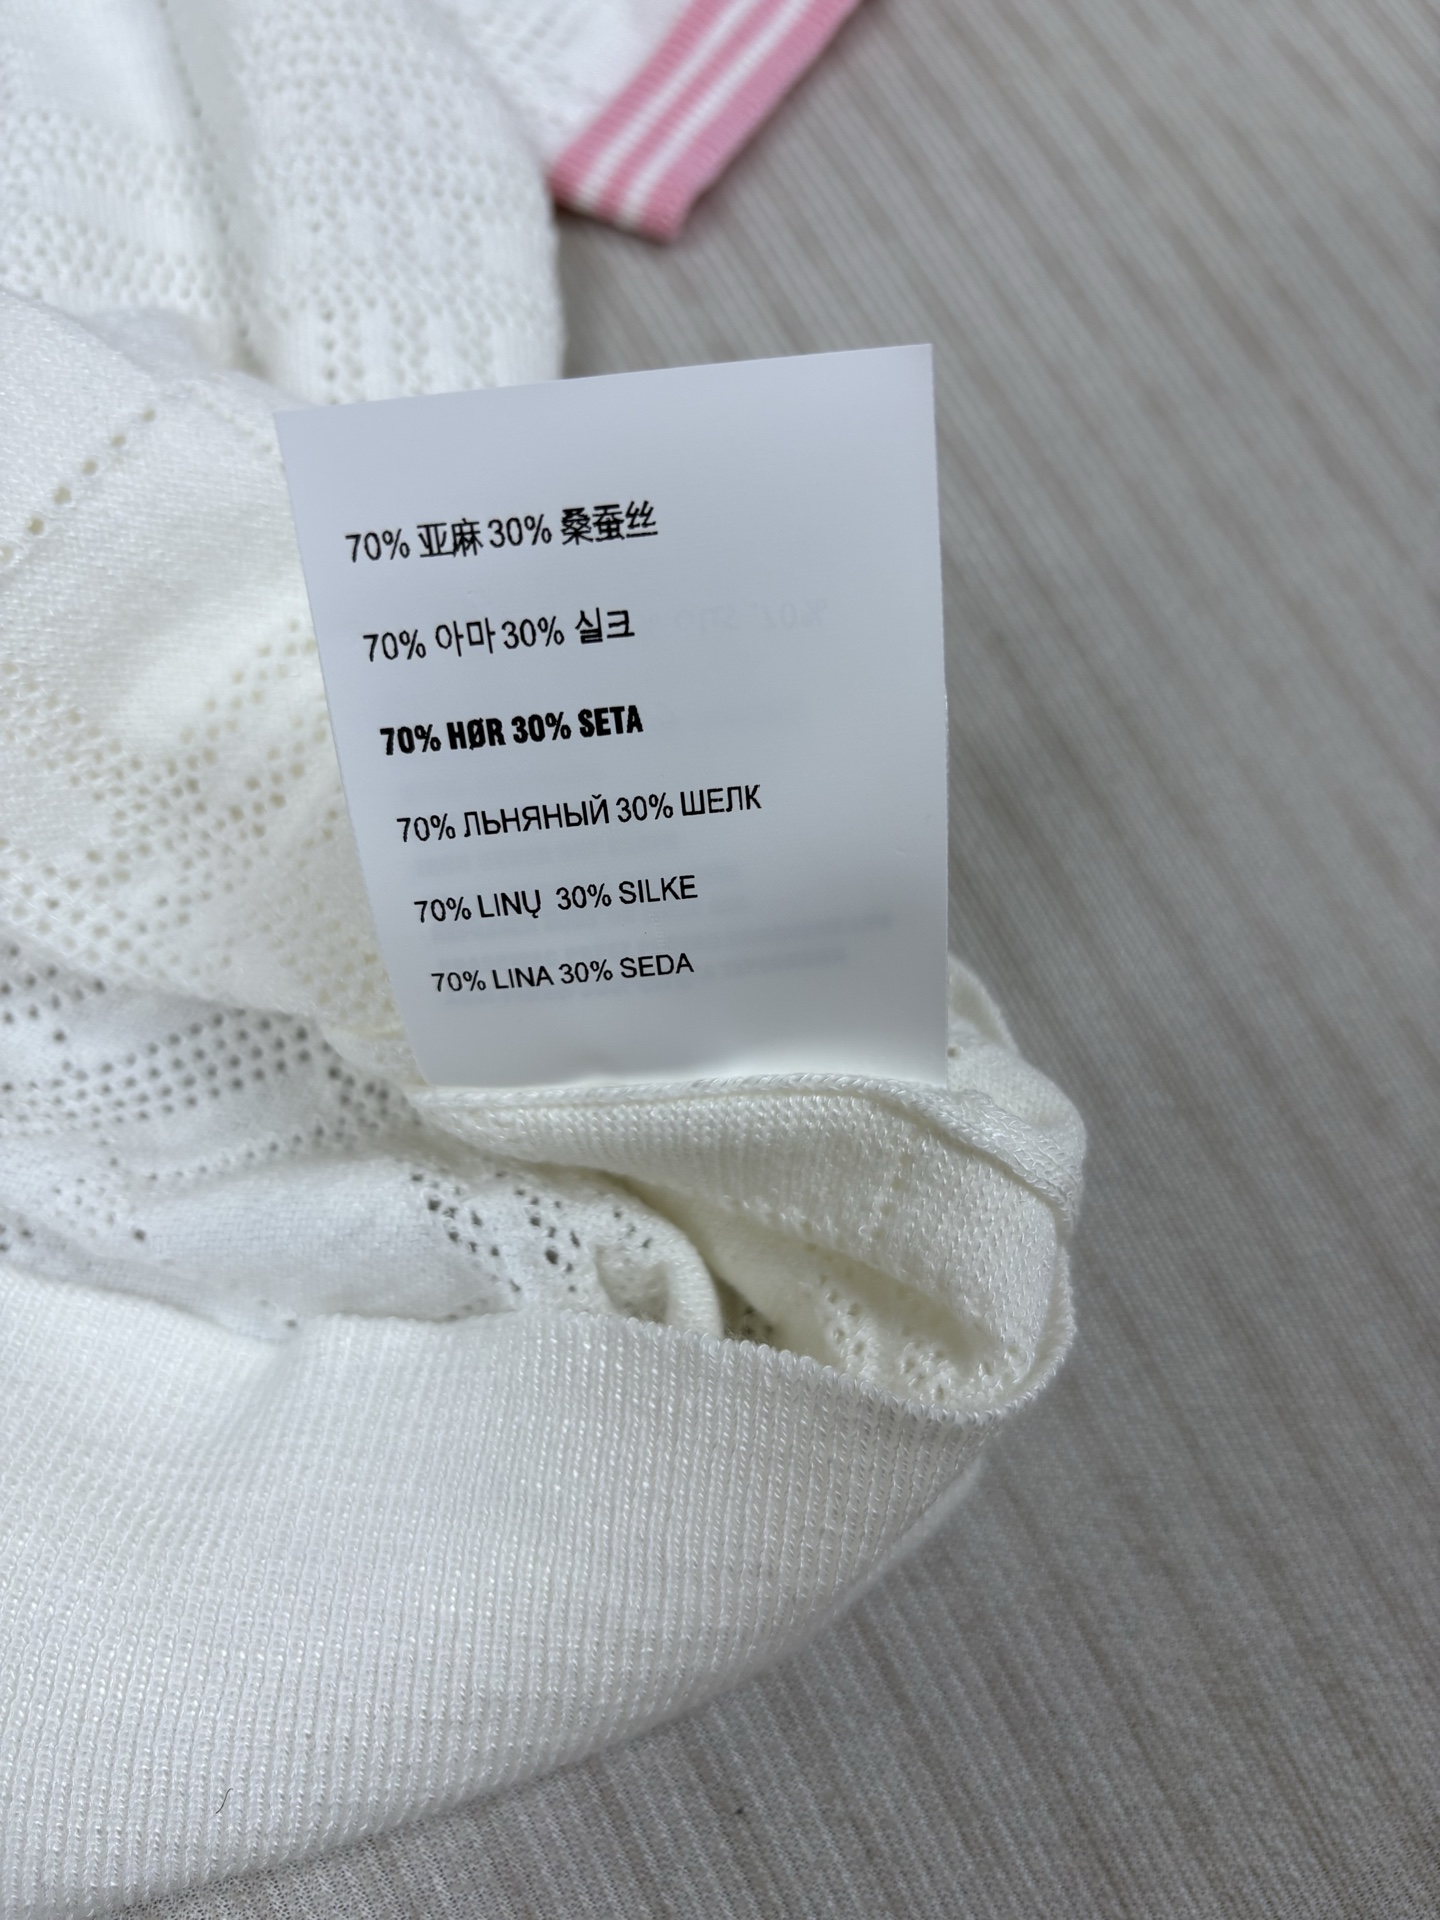 70% 亚麻 30% 桑蚕丝
70% 아마 30% 실크
70% HØR 30% SETA
70% ЛЬНЯНЫЙ 30% ШЕЛК
70% LINŲ 30% SILKE
70% LINA 30% SEDA